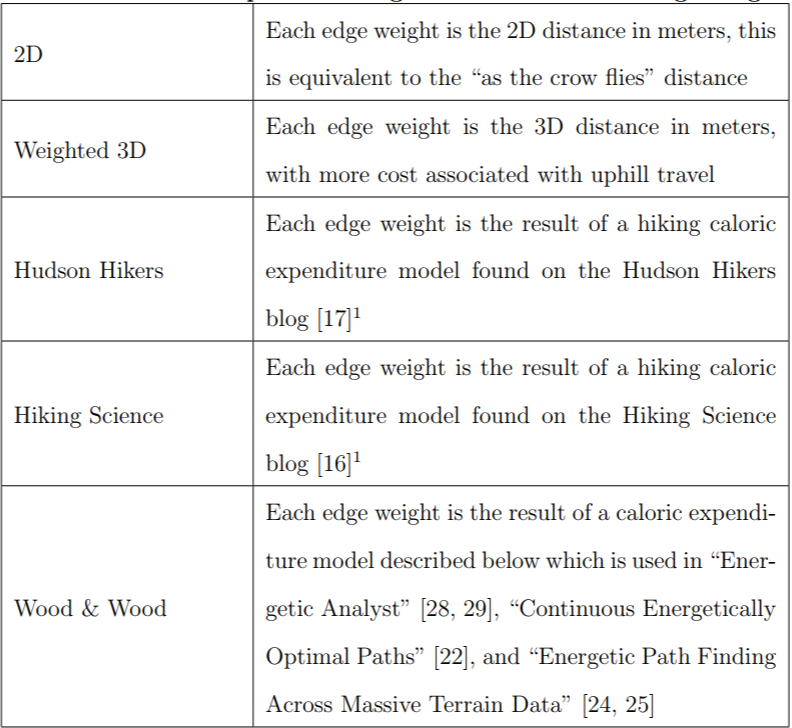 2D
Each edge weight is the 2D distance in meters, this
is equivalent to the “as the crow flies” distance
Weighted 3D
Each edge weight is the 3D distance in meters,
with more cost associated with uphill travel
Hudson Hikers
Each edge weight is the result of a hiking caloric
expenditure model found on the Hudson Hikers
blog [17]¹
Hiking Science
Each edge weight is the result of a hiking caloric
expenditure model found on the Hiking Science
blog [16]¹
Wood & Wood
Each edge weight is the result of a caloric expendi-
ture model described below which is used in “Ener-
getic Analyst” [28, 29], “Continuous Energetically
Optimal Paths” [22], and “Energetic Path Finding
Across Massive Terrain Data” [24, 25]